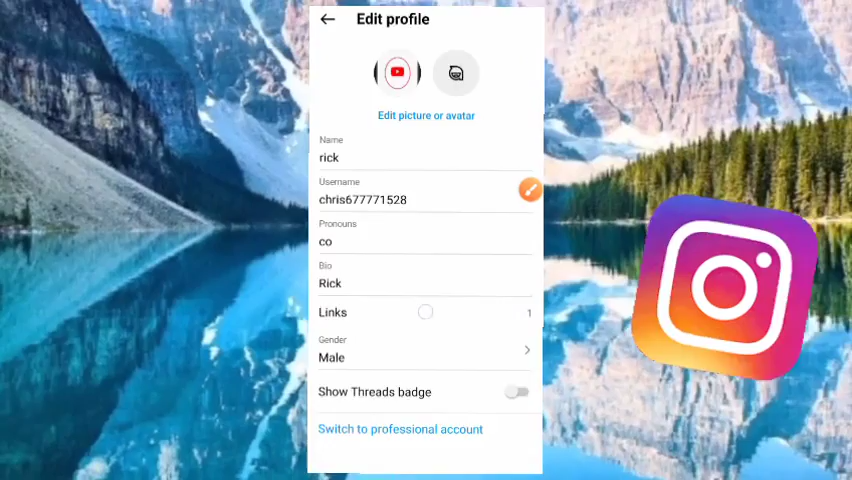 Edit profile
Edit picture or avatar
Name
rick
Username
chris677771528
Pronouns
co
Bio
Rick
Links 1
Gender
Male
Show Threads badge
Switch to professional account